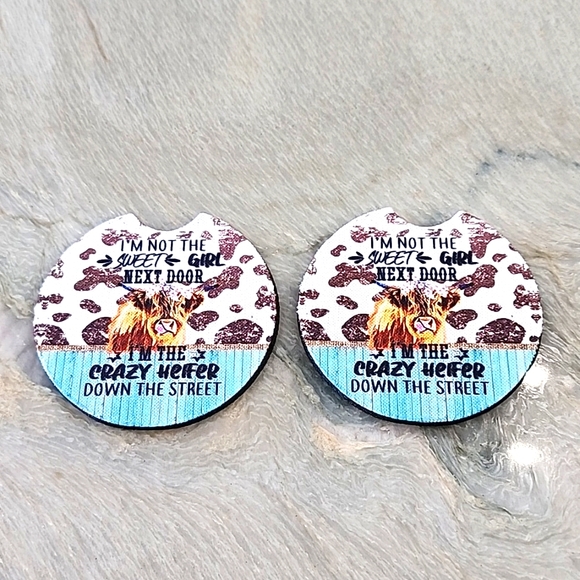 I'M NOT THE
SWEET GIRL
NEXT DOOR
I'M THE
CRAZY HEIFER
DOWN THE STREET
I'M NOT THE
SWEET GIRL
NEXT DOOR
I'M THE
CRAZY HEIFER
DOWN THE STREET